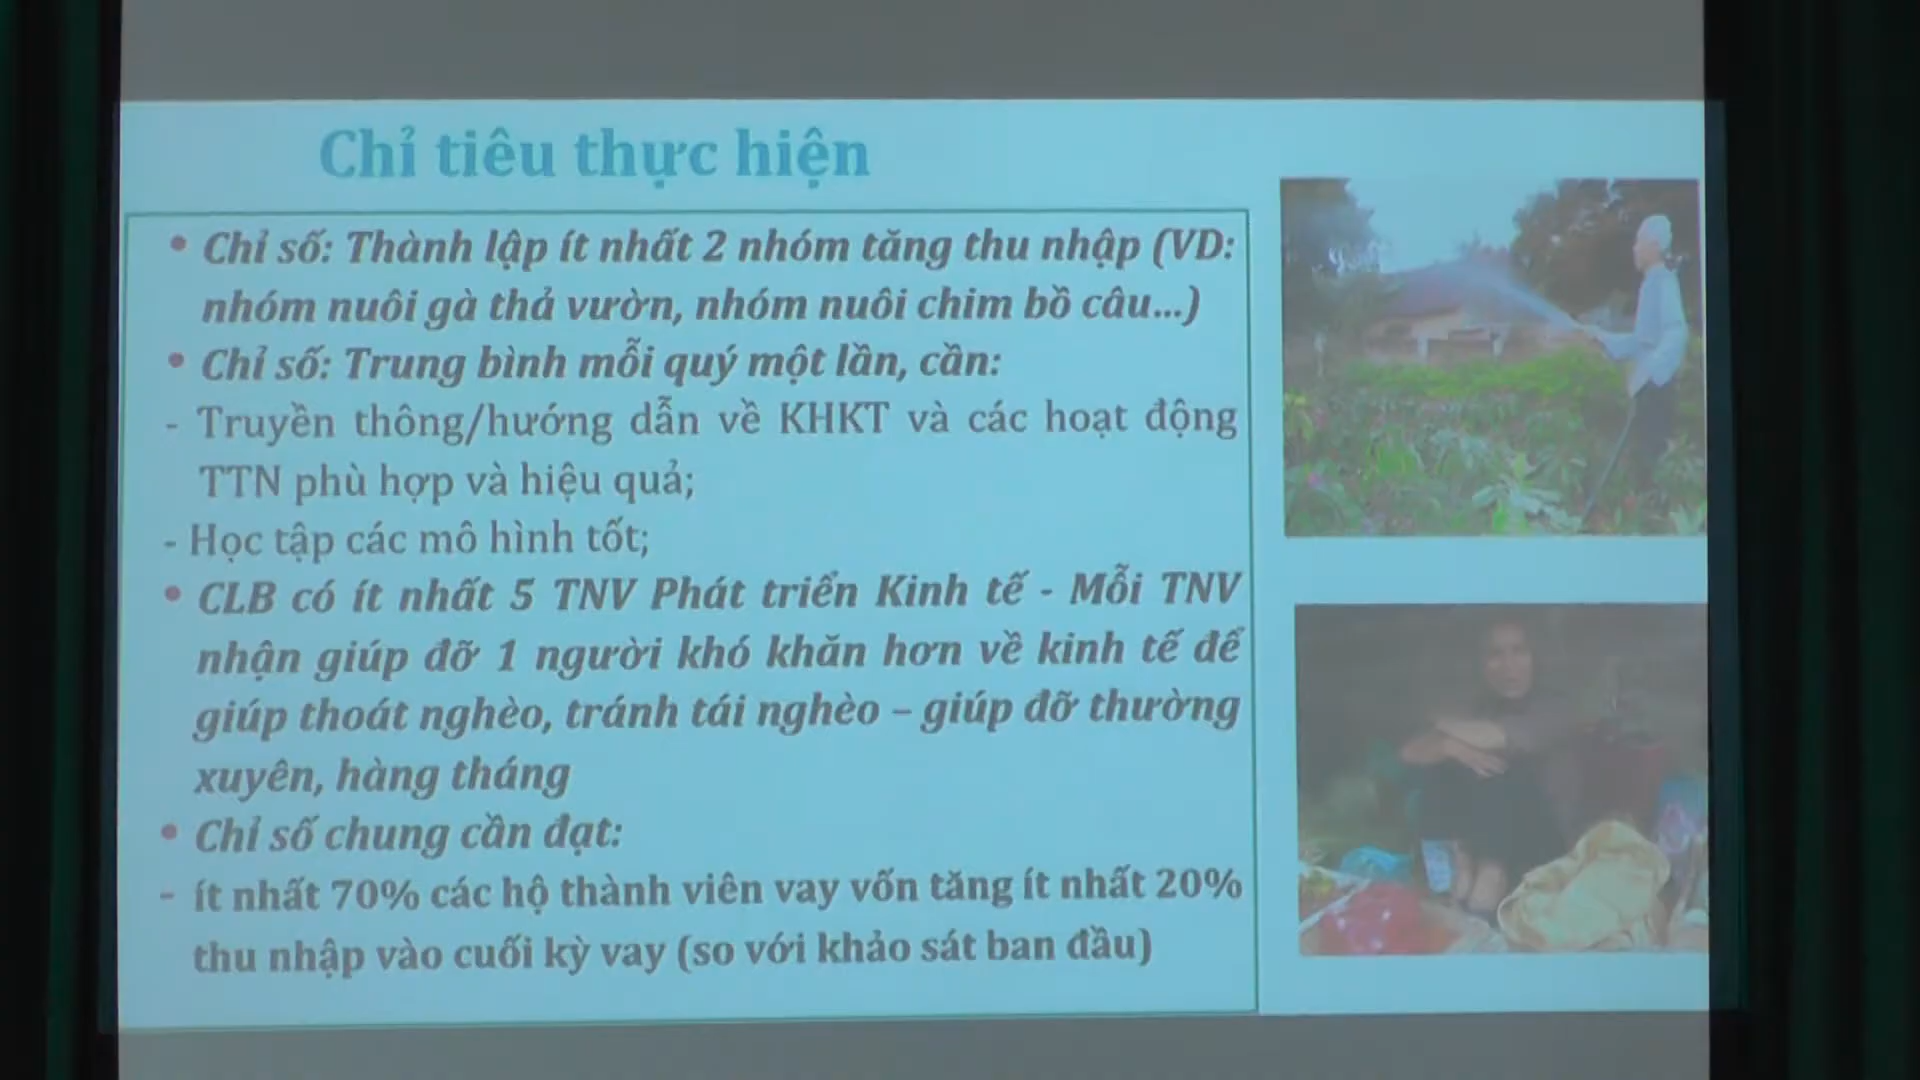 Chỉ tiêu thực hiện
• Chỉ số: Thành lập ít nhất 2 nhóm tăng thu nhập (VD:
nhóm nuôi gà thả vườn, nhóm nuôi chim bồ câu...)
• Chỉ số: Trung bình mỗi quý một lần, cần:
- Truyền thông/hướng dẫn về KHKT và các hoạt động
TTN phù hợp và hiệu quả;
- Học tập các mô hình tốt;
• CLB có ít nhất 5 TNV Phát triển Kinh tế - Mỗi TNV
nhận giúp đỡ 1 người khó khăn hơn về kinh tế để
giúp thoát nghèo, tránh tái nghèo – giúp đỡ thường
xuyên, hàng tháng
• Chỉ số chung cần đạt:
- ít nhất 70% các hộ thành viên vay vốn tăng ít nhất 20%
thu nhập vào cuối kỳ vay (so với khảo sát ban đầu)